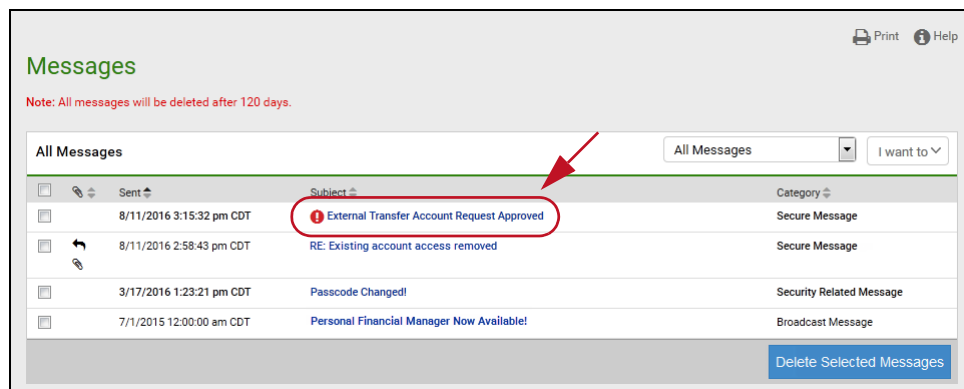 Print Help
Messages
Note: All messages will be deleted after 120 days.
All Messages All Messages I want to
Sent Subject Category
8/11/2016 3:15:32 pm CDT External Transfer Account Request Approved Secure Message
8/11/2016 2:58:43 pm CDT RE: Existing account access removed Secure Message
3/17/2016 1:23:21 pm CDT Passcode Changed! Security Related Message
7/1/2015 12:00:00 am CDT Personal Financial Manager Now Available! Broadcast Message
Delete Selected Messages